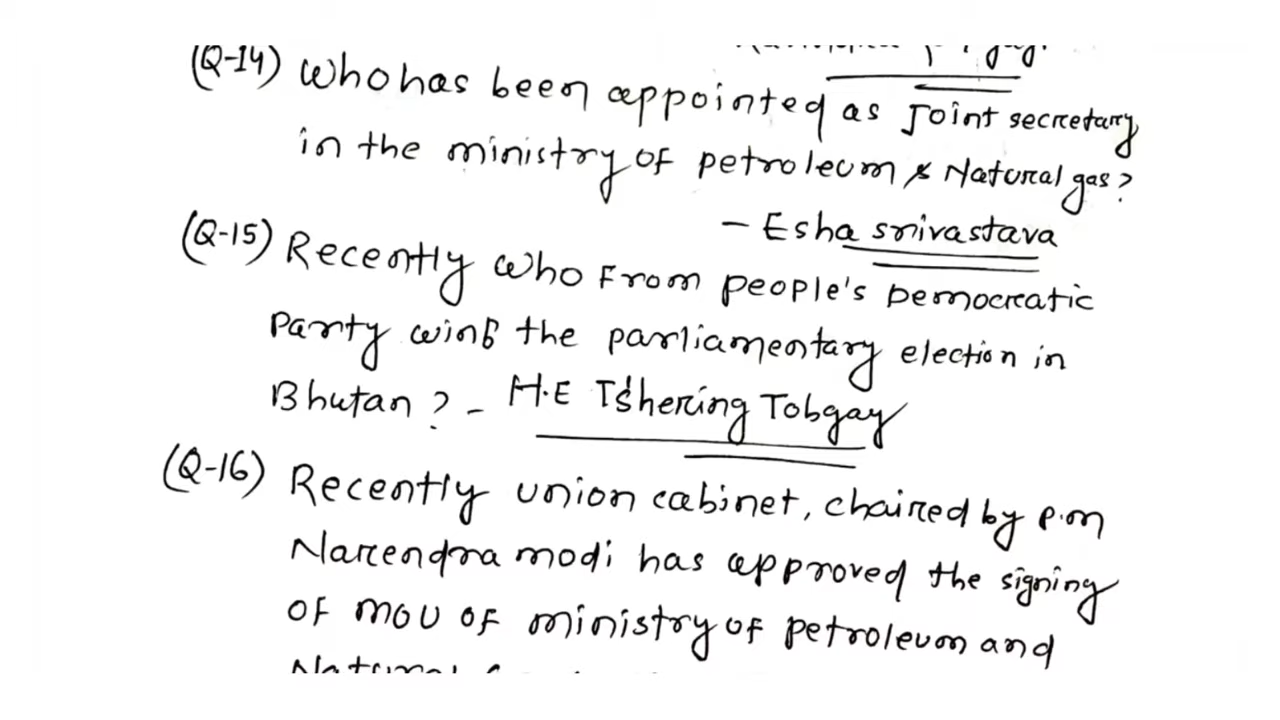 (Q-14) Who has been appointed as Joint secretary
in the ministry of petroleum & Natural gas?
- Esha srivastava
(Q-15) Recently who From people's Democratic
Party wins the parliamentary election in
Bhutan? - H.E Tshering Tobgay
(Q-16) Recently union cabinet, chaired by P.m
Narendra modi has approved the signing
OF MOU OF ministry OF petroleum and
Natural